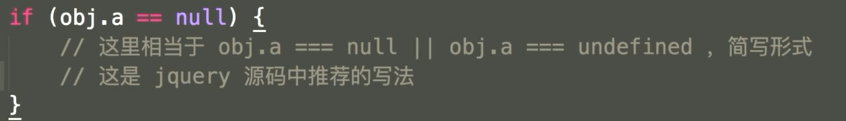 if (obj.a == null) {
    // 这里相当于 obj.a === null || obj.a === undefined ，简写形式
    // 这是 jquery 源码中推荐的写法
}